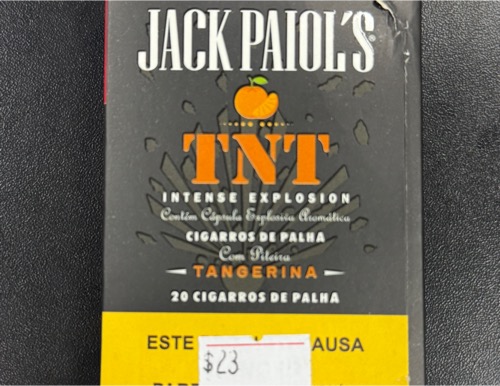 JACK PAIOL'S®
TNT
INTENSE EXPLOSION
Contém Cápsula Explosiva Aromática
CIGARROS DE PALHA
Com Piteira
TANGERINA
20 CIGARROS DE PALHA
ESTE AUSA
$23